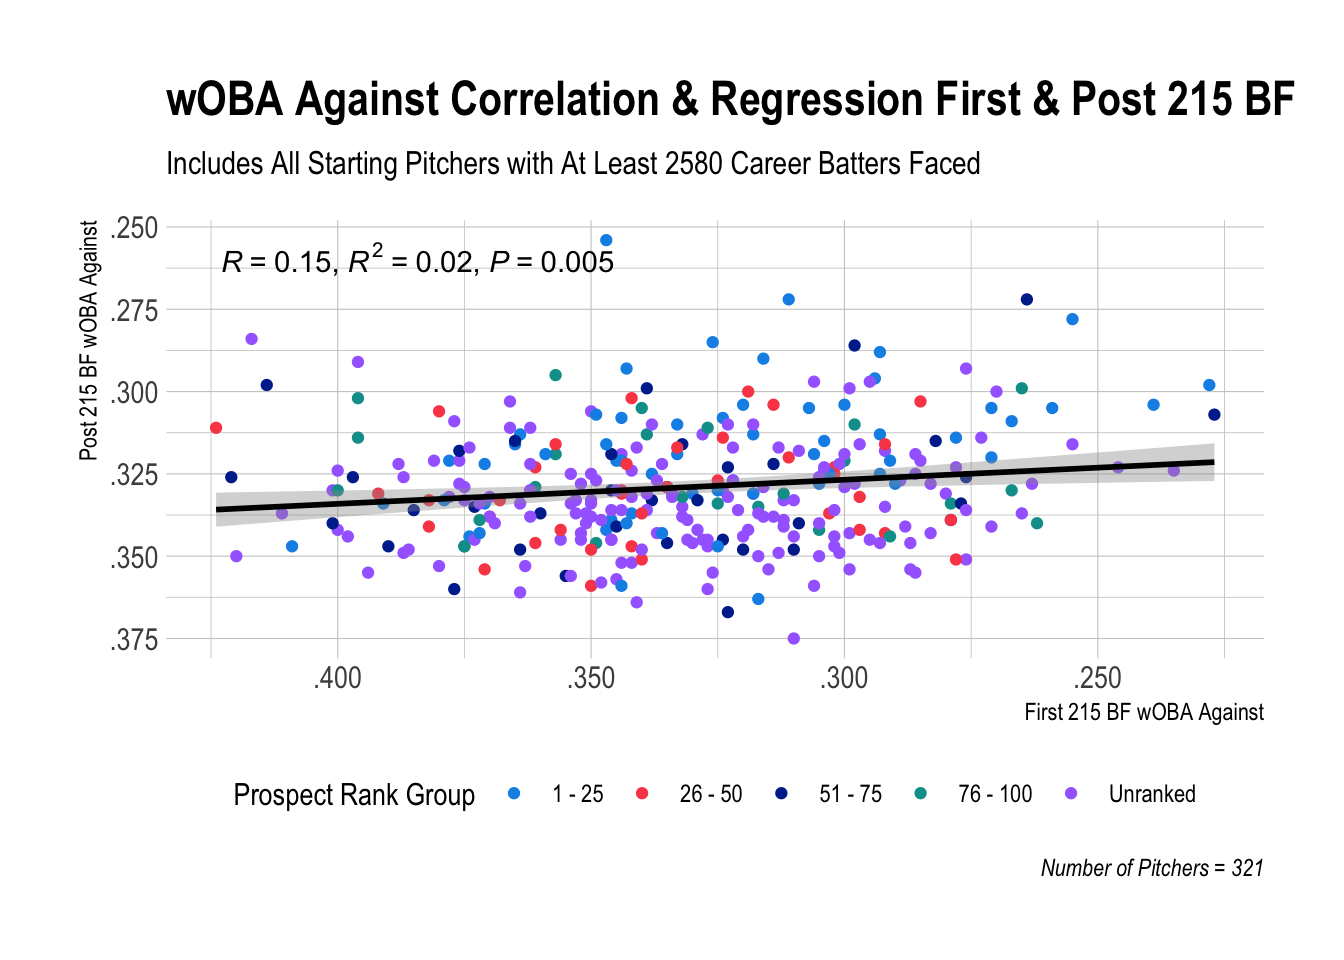 wOBA Against Correlation & Regression First & Post 215 BF
Includes All Starting Pitchers with At Least 2580 Career Batters Faced
Post 215 BF wOBA Against
.250
.275
.300
.325
.350
.375
R = 0.15, R² = 0.02, P = 0.005
.400 .350 .300 .250
First 215 BF wOBA Against
Prospect Rank Group 1 - 25 26 - 50 51 - 75 76 - 100 Unranked
Number of Pitchers = 321